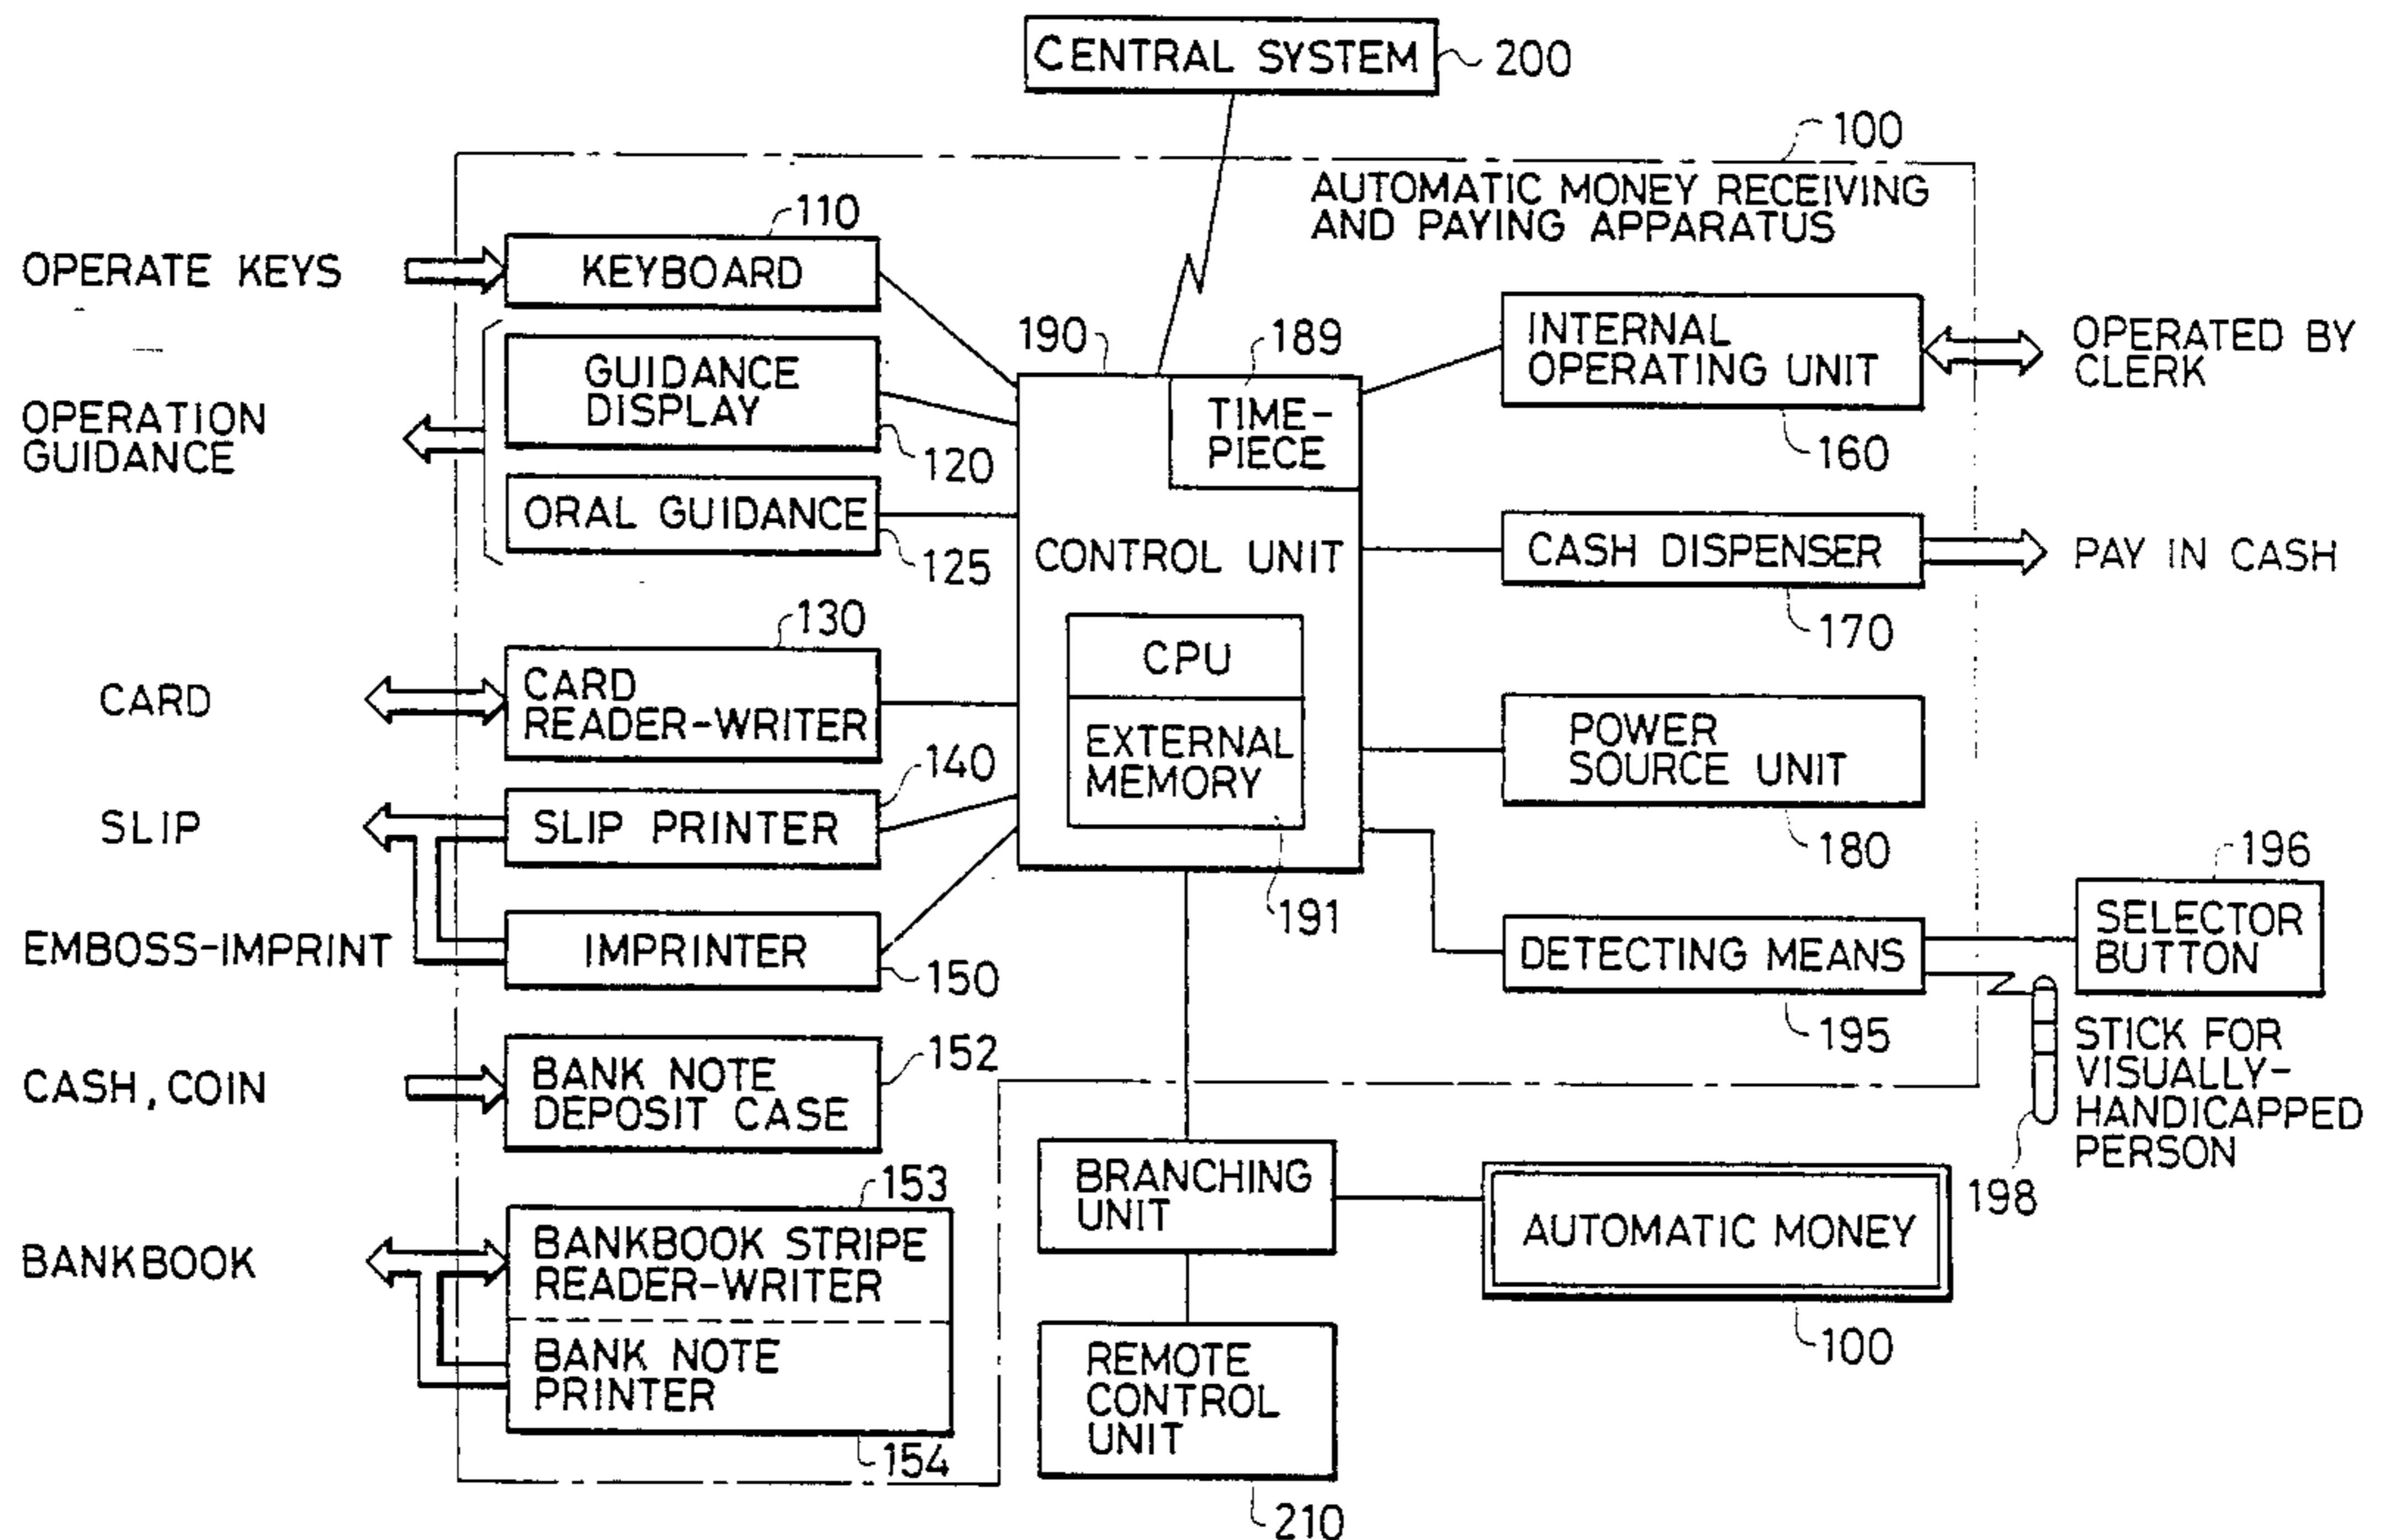 CENTRAL SYSTEM
200
100
AUTOMATIC MONEY RECEIVING
AND PAYING APPARATUS
110
OPERATE KEYS
KEYBOARD
190
189
GUIDANCE
DISPLAY
120
OPERATION
GUIDANCE
ORAL GUIDANCE
125
TIME-
PIECE
CONTROL UNIT
CPU
EXTERNAL
MEMORY
191
INTERNAL
OPERATING UNIT
160
OPERATED BY
CLERK
CASH DISPENSER
170
PAY IN CASH
130
CARD
CARD
READER-WRITER
140
SLIP
SLIP PRINTER
POWER
SOURCE UNIT
180
EMBOSS-IMPRINT
IMPRINTER
150
196
SELECTOR
BUTTON
DETECTING MEANS
195
STICK FOR
VISUALLY-
HANDICAPPED
PERSON
198
152
CASH, COIN
BANK NOTE
DEPOSIT CASE
153
BANKBOOK
BANKBOOK STRIPE
READER-WRITER
BANK NOTE
PRINTER
154
BRANCHING
UNIT
AUTOMATIC MONEY
100
REMOTE
CONTROL
UNIT
210